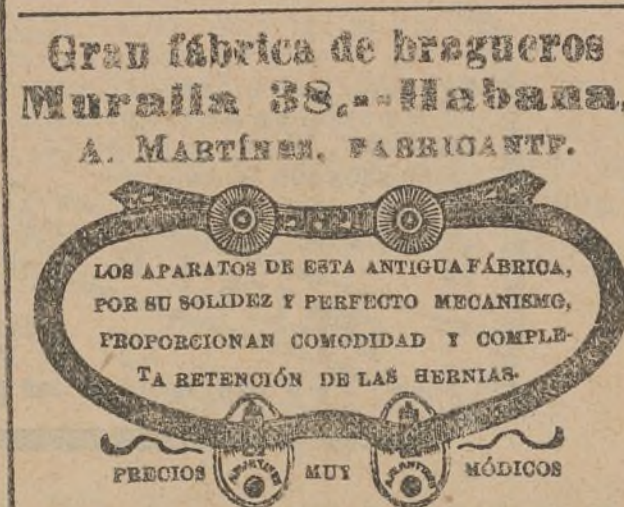 Gran fábrica de bragueros
Muralla 38,--Habana,
A. MARTÍNEZ, FABRICANTE.
LOS APARATOS DE ESTA ANTIGUA FÁBRICA,
POR SU SOLIDEZ Y PERFECTO MECANISMO,
PROPORCIONAN COMODIDAD Y COMPLE-
TA RETENCIÓN DE LAS HERNIAS.
PRECIOS MUY MÓDICOS